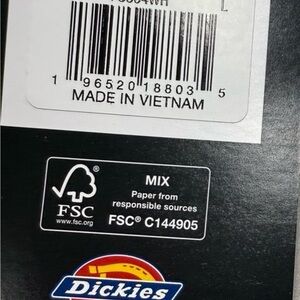 L
1 96520 18803 5
MADE IN VIETNAM
FSC
www.fsc.org
MIX
Paper from
responsible sources
FSC® C144905
Dickies